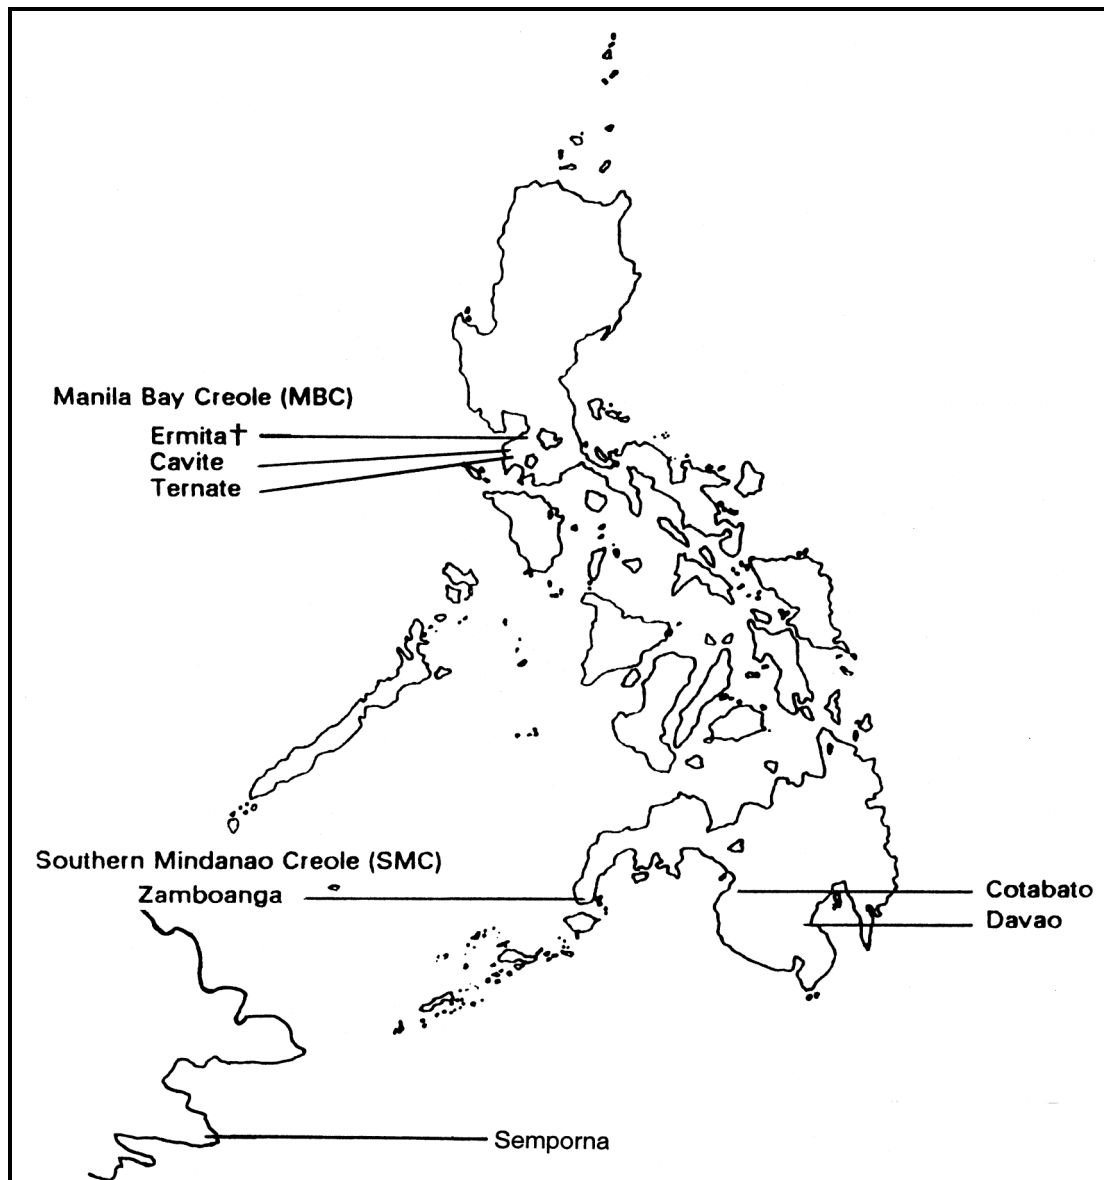 Manila Bay Creole (MBC)
Ermita†
Cavite
Ternate
Southern Mindanao Creole (SMC)
Zamboanga
Cotabato
Davao
Semporna